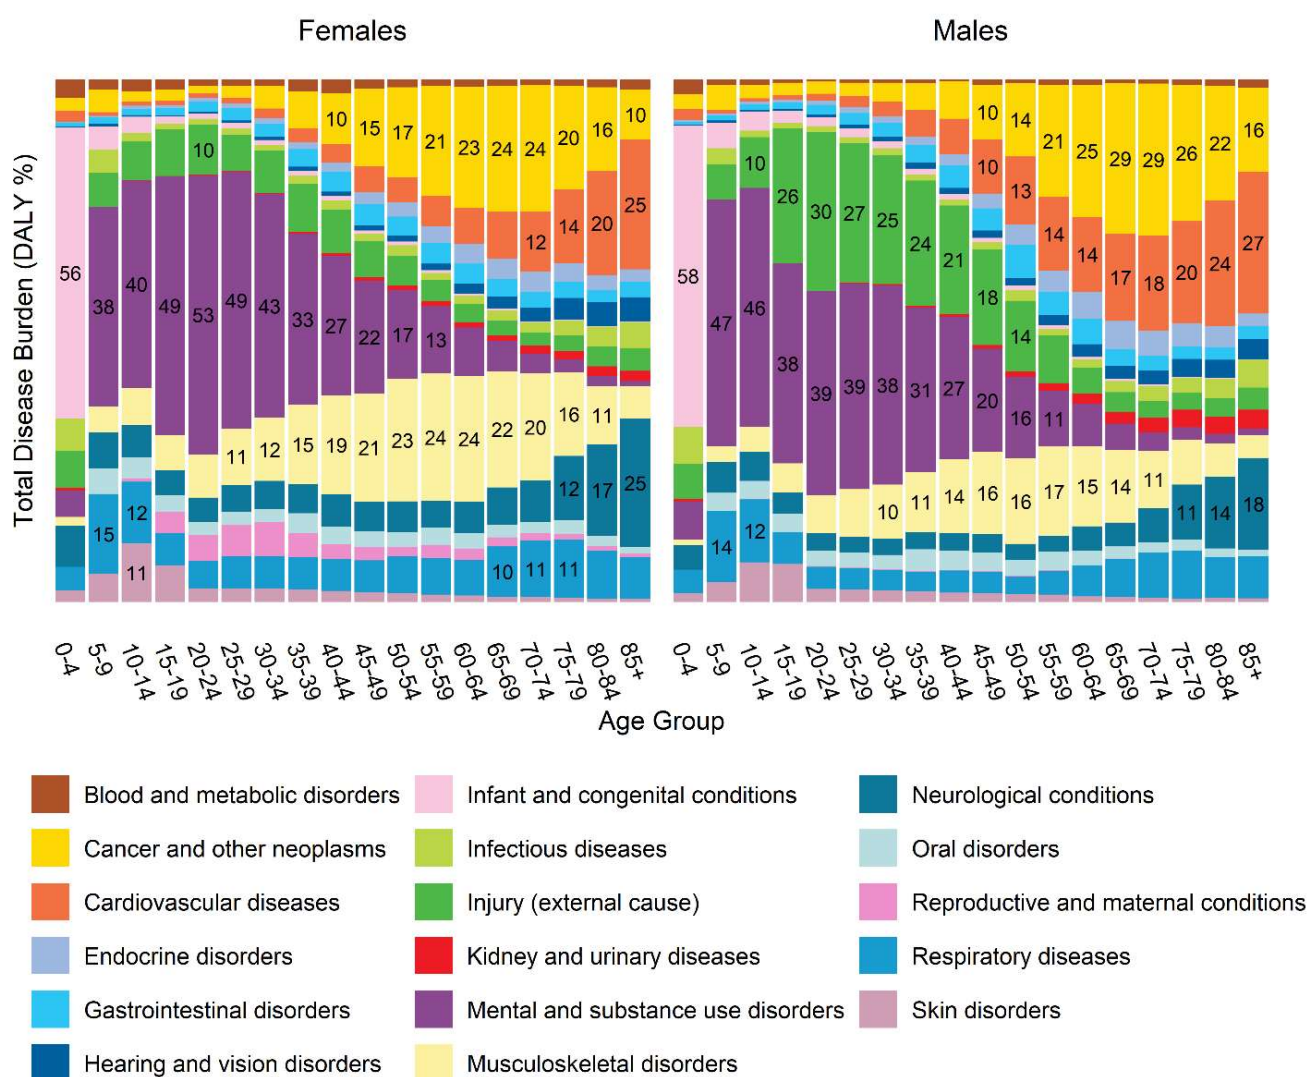 Females Males
Total Disease Burden (DALY %)
10 15 17 21 23 24 24 20 16 10
10 10 14 21 25 29 29 26 22 16
12 14 20 25
10 13 14 14 17 18 20 24 27
56
58
10
10 26 30 27 25 24 21 18 14
38 40 49 53 49 43 33 27 22 17 13
47 46 38 39 39 38 31 27 20 16 11
11 12 15 19 21 23 24 24 22 20 16 11
10 11 14 16 16 17 15 14 11
12 17 25
11 14 18
15 12 10 11 11
14 12
11
0-4 5-9 10-14 15-19 20-24 25-29 30-34 35-39 40-44 45-49 50-54 55-59 60-64 65-69 70-74 75-79 80-84 85+
0-4 5-9 10-14 15-19 20-24 25-29 30-34 35-39 40-44 45-49 50-54 55-59 60-64 65-69 70-74 75-79 80-84 85+
Age Group
Blood and metabolic disorders
Cancer and other neoplasms
Cardiovascular diseases
Endocrine disorders
Gastrointestinal disorders
Hearing and vision disorders
Infant and congenital conditions
Infectious diseases
Injury (external cause)
Kidney and urinary diseases
Mental and substance use disorders
Musculoskeletal disorders
Neurological conditions
Oral disorders
Reproductive and maternal conditions
Respiratory diseases
Skin disorders